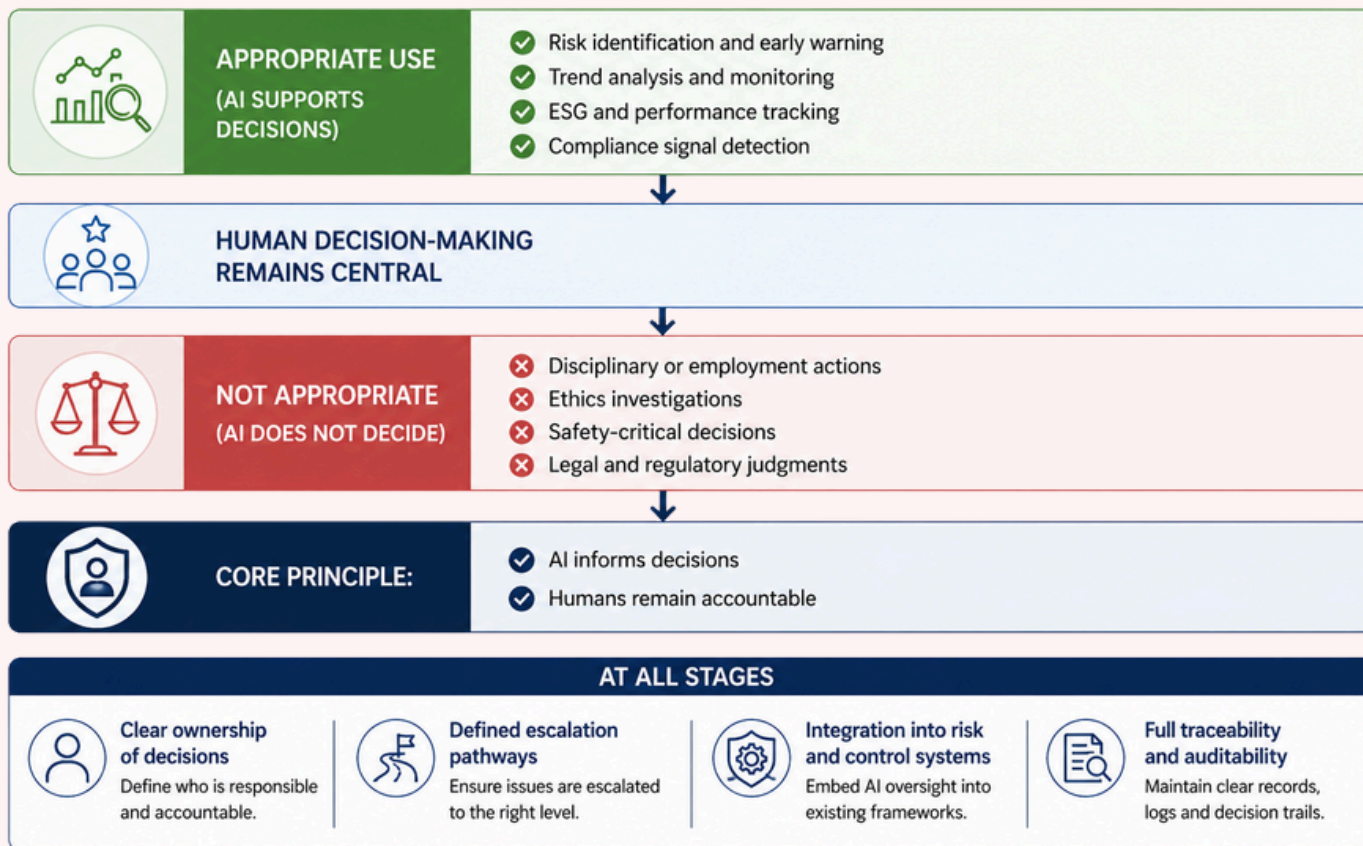 APPROPRIATE USE
(AI SUPPORTS
DECISIONS)
Risk identification and early warning
Trend analysis and monitoring
ESG and performance tracking
Compliance signal detection
HUMAN DECISION-MAKING
REMAINS CENTRAL
NOT APPROPRIATE
(AI DOES NOT DECIDE)
Disciplinary or employment actions
Ethics investigations
Safety-critical decisions
Legal and regulatory judgments
CORE PRINCIPLE:
AI informs decisions
Humans remain accountable
AT ALL STAGES
Clear ownership
of decisions
Define who is responsible
and accountable.
Defined escalation
pathways
Ensure issues are escalated
to the right level.
Integration into risk
and control systems
Embed AI oversight into
existing frameworks.
Full traceability
and auditability
Maintain clear records,
logs and decision trails.